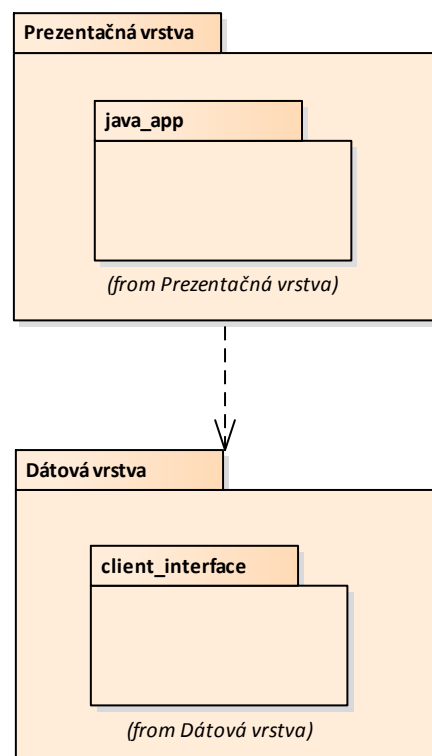 Prezentačná vrstva
java_app
(from Prezentačná vrstva)
Dátová vrstva
client_interface
(from Dátová vrstva)